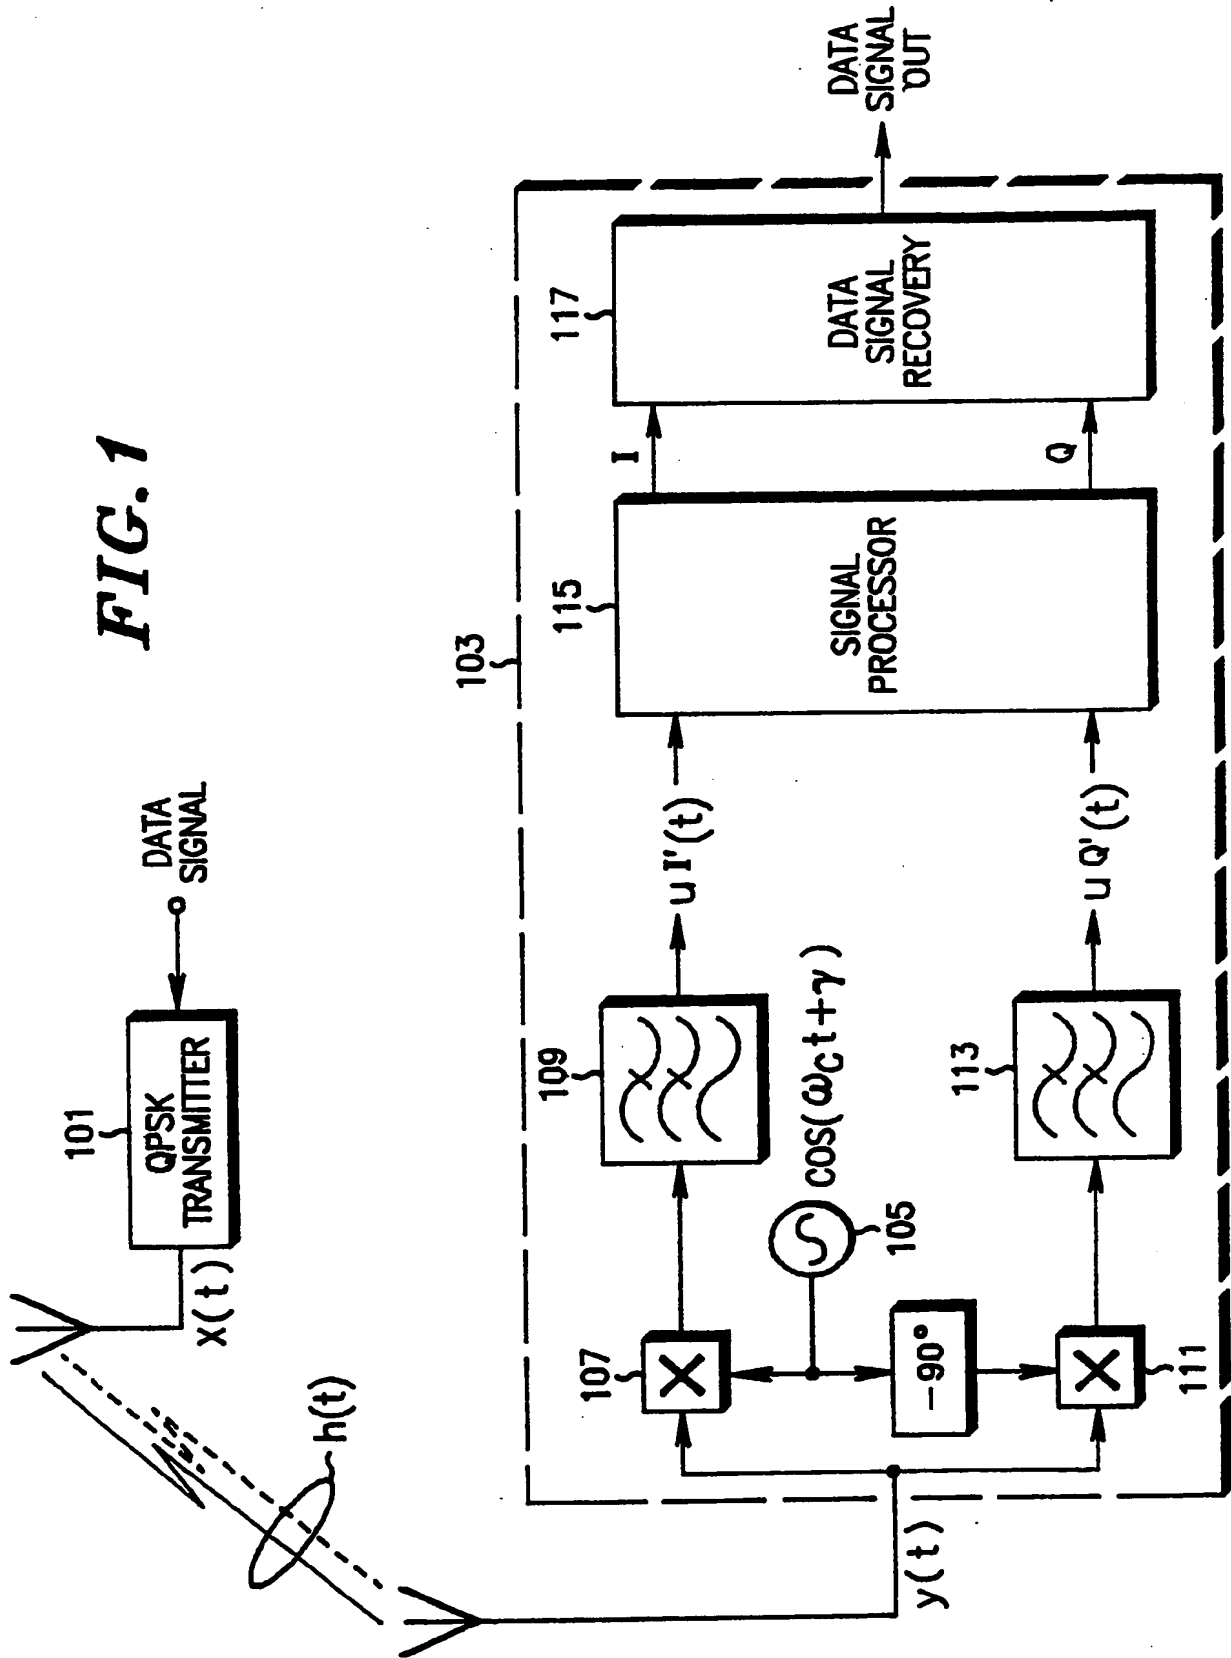 FIG.1
101
QPSK
TRANSMITTER
DATA
SIGNAL
X(t)
h(t)
y(t)
103
107
109
uI'(t)
115
SIGNAL
PROCESSOR
I
Q
117
DATA
SIGNAL
RECOVERY
DATA
SIGNAL
OUT
105
COS(ωCt+γ)
-90°
111
113
uQ'(t)